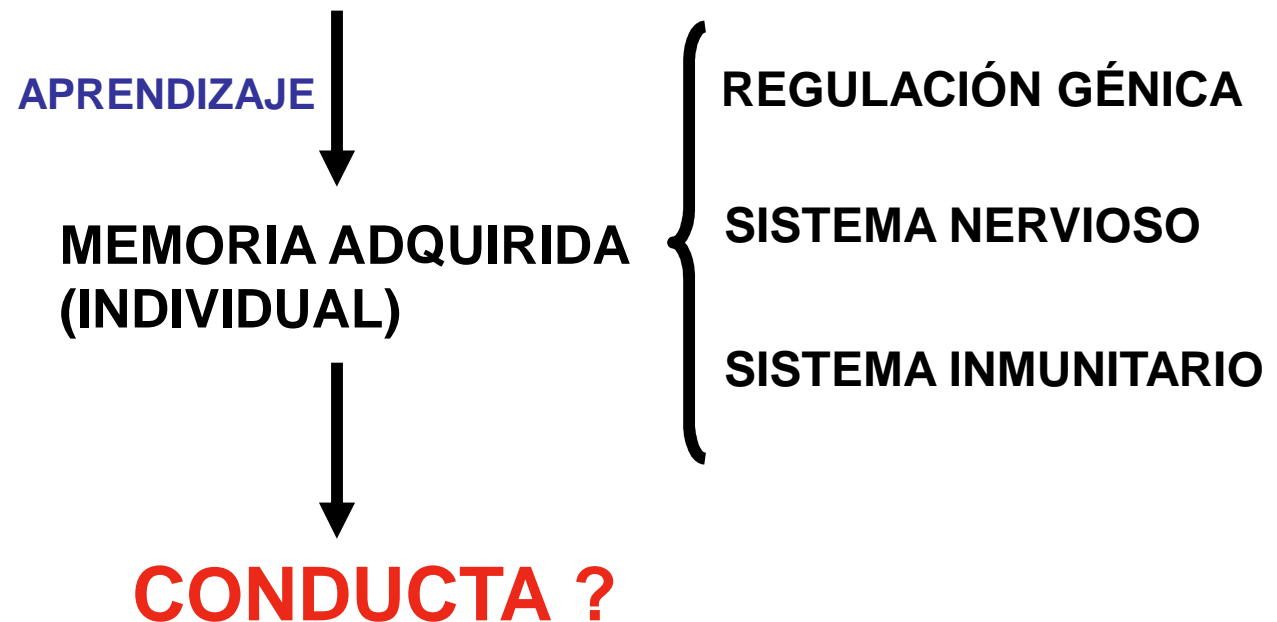 APRENDIZAJE
MEMORIA ADQUIRIDA
(INDIVIDUAL)
REGULACIÓN GÉNICA
SISTEMA NERVIOSO
SISTEMA INMUNITARIO
CONDUCTA ?